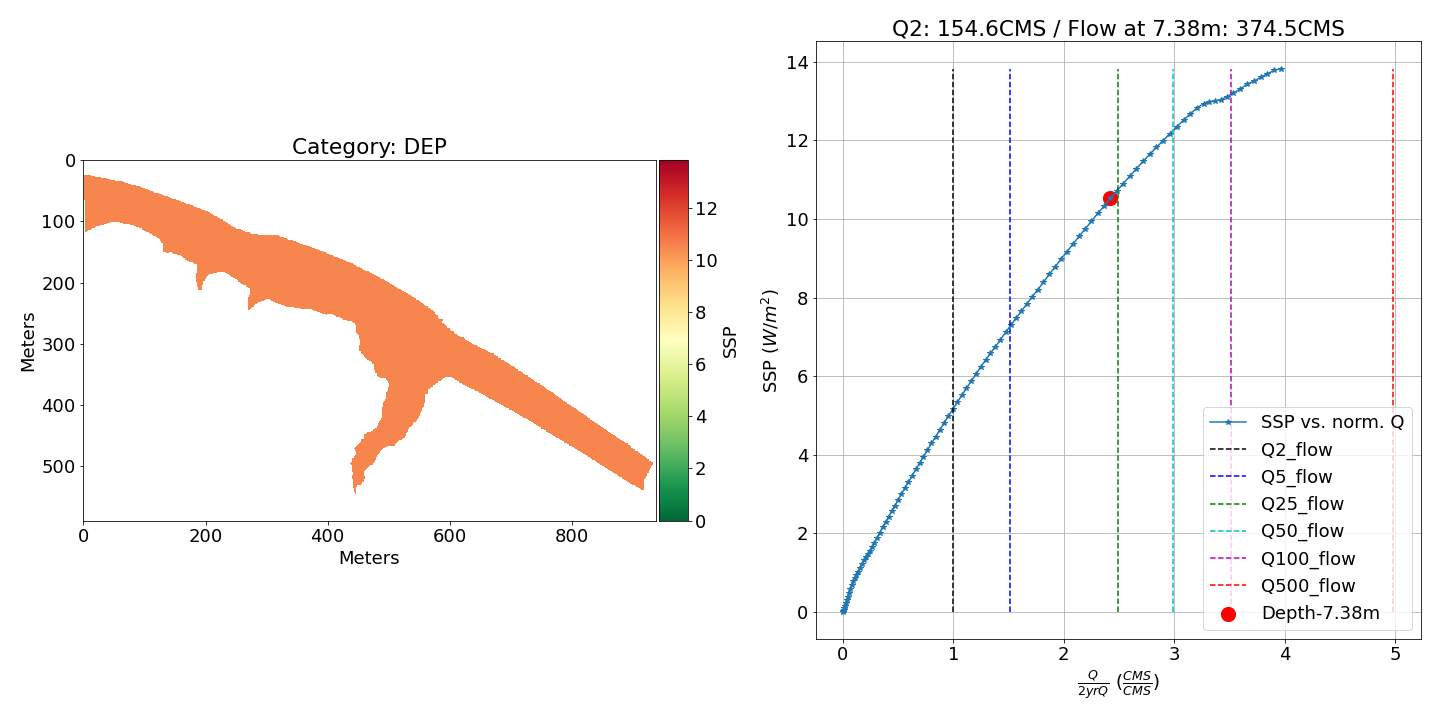 Category: DEP
0
100
200
300
400
500
Meters
0
200
400
600
800
Meters
12
10
8
6
4
2
0
SSP
Q2: 154.6CMS / Flow at 7.38m: 374.5CMS
14
12
10
8
6
4
2
0
SSP (W/m²)
0
1
2
3
4
5
Q/2yrQ (CMS/CMS)
SSP vs. norm. Q
Q2_flow
Q5_flow
Q25_flow
Q50_flow
Q100_flow
Q500_flow
Depth-7.38m